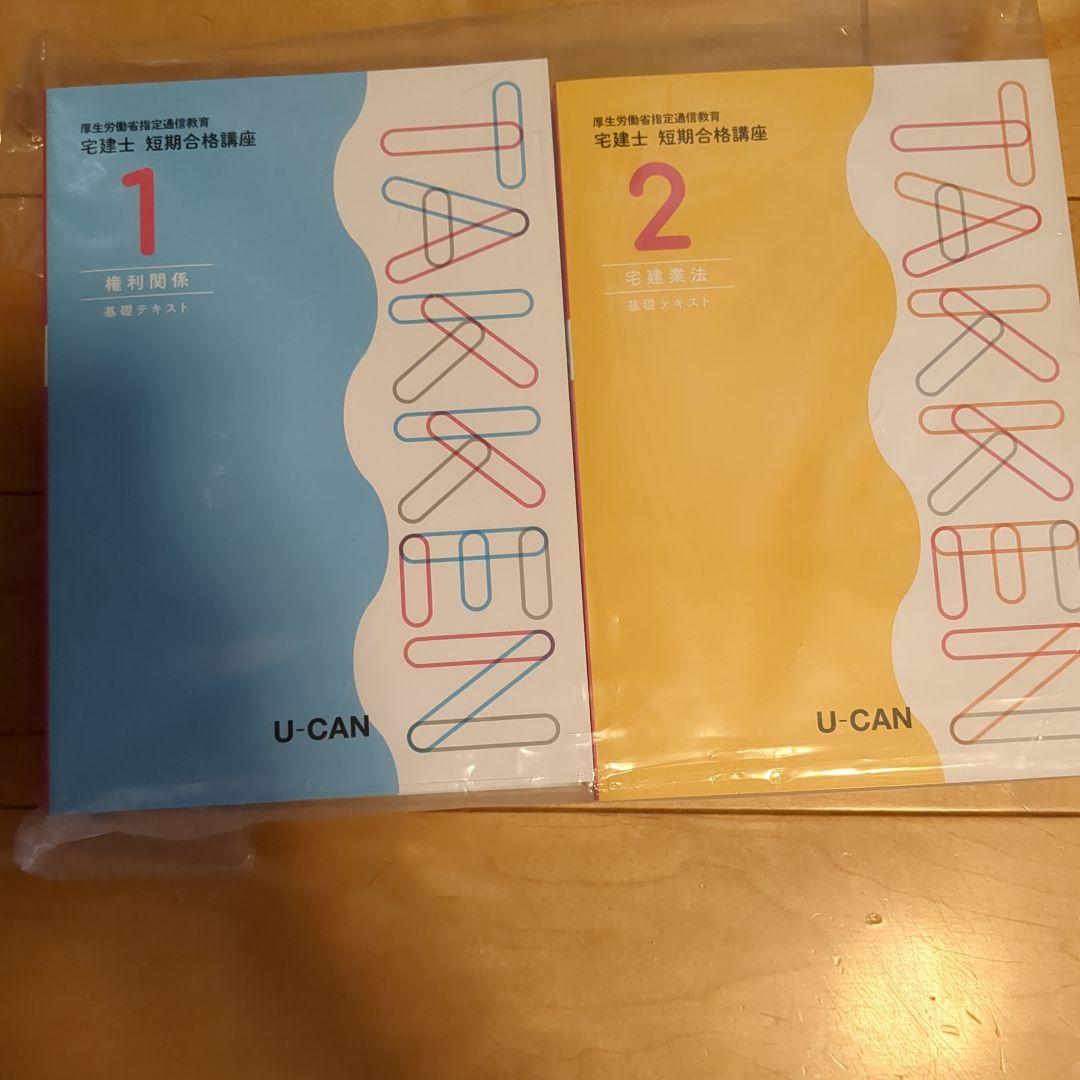 厚生労働省指定通信教育
宅建士 短期合格講座
1
権利関係
基礎テキスト
TAKKEN
U-CAN
厚生労働省指定通信教育
宅建士 短期合格講座
2
宅建業法
基礎テキスト
TAKKEN
U-CAN